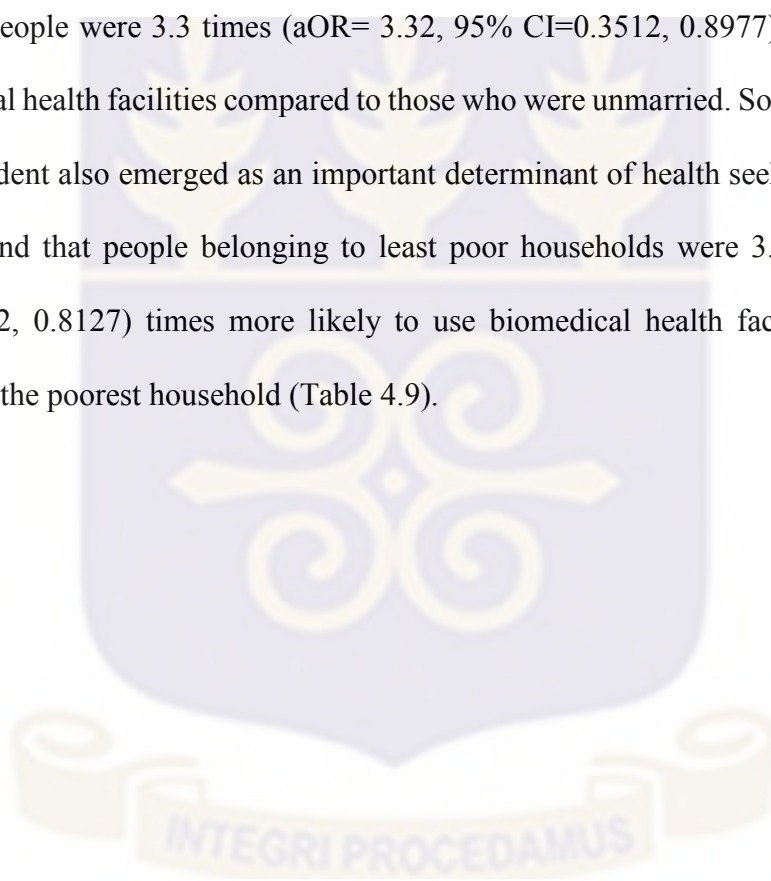 eople were 3.3 times (aOR= 3.32, 95% CI=0.3512, 0.8977)
al health facilities compared to those who were unmarried. So
dent also emerged as an important determinant of health seel
nd that people belonging to least poor households were 3.
2, 0.8127) times more likely to use biomedical health fac
the poorest household (Table 4.9).
INTEGRI PROCEDAMUS